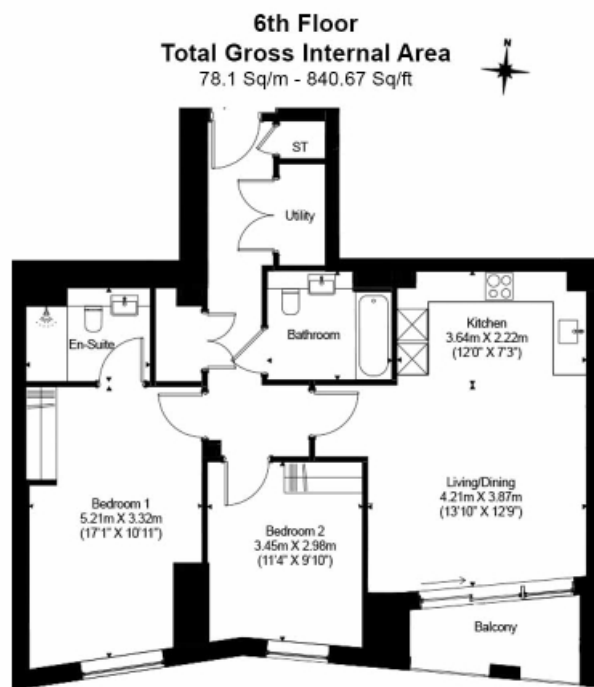 6th Floor
Total Gross Internal Area
78.1 Sq/m - 840.67 Sq/ft
N
ST
Utility
En-Suite
Bathroom
Kitchen
3.64m X 2.22m
(12'0" X 7'3")
Bedroom 1
5.21m X 3.32m
(17'1" X 10'11")
Bedroom 2
3.45m X 2.98m
(11'4" X 9'10")
Living/Dining
4.21m X 3.87m
(13'10" X 12'9")
Balcony